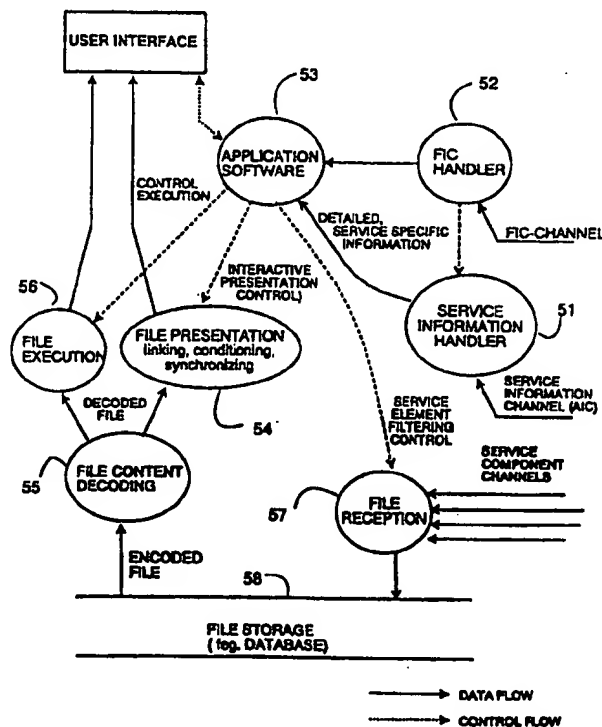 USER INTERFACE
53
52
APPLICATION
SOFTWARE
FIC
HANDLER
CONTROL
EXECUTION
DETAILED,
SERVICE SPECIFIC
INFORMATION
FIC-CHANNEL
56
INTERACTIVE
PRESENTATION
CONTROL)
FILE
EXECUTION
FILE PRESENTATION
linking, conditioning,
synchronizing
SERVICE
INFORMATION
HANDLER
51
DECODED
FILE
54
SERVICE
ELEMENT
FILTERING
CONTROL
SERVICE
INFORMATION
CHANNEL (AIC)
55
FILE CONTENT
DECODING
SERVICE
COMPONENT
CHANNELS
57
FILE
RECEPTION
ENCODED
FILE
58
FILE STORAGE
( feg. DATABASE)
DATA FLOW
CONTROL FLOW